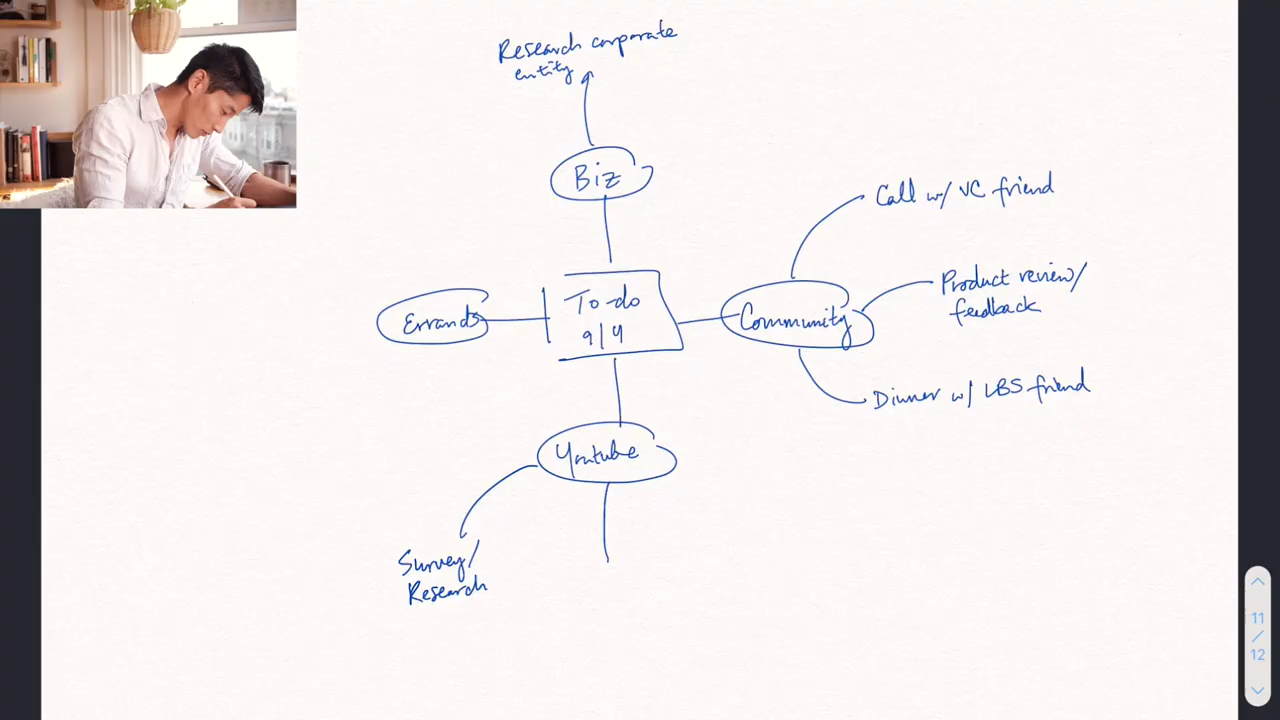 Research corporate
entity
Biz
Call w/ VC friend
To-do
9/4
Errands
Community
Product review/
feedback
Dinner w/ LBS friend
Youtube
Survey/
Research
11
/
12